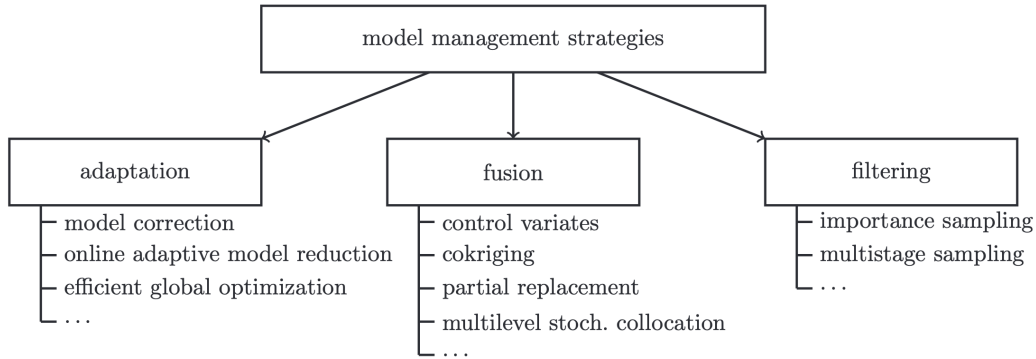 model management strategies
adaptation
model correction
online adaptive model reduction
efficient global optimization
...
fusion
control variates
cokriging
partial replacement
multilevel stoch. collocation
...
filtering
importance sampling
multistage sampling
...